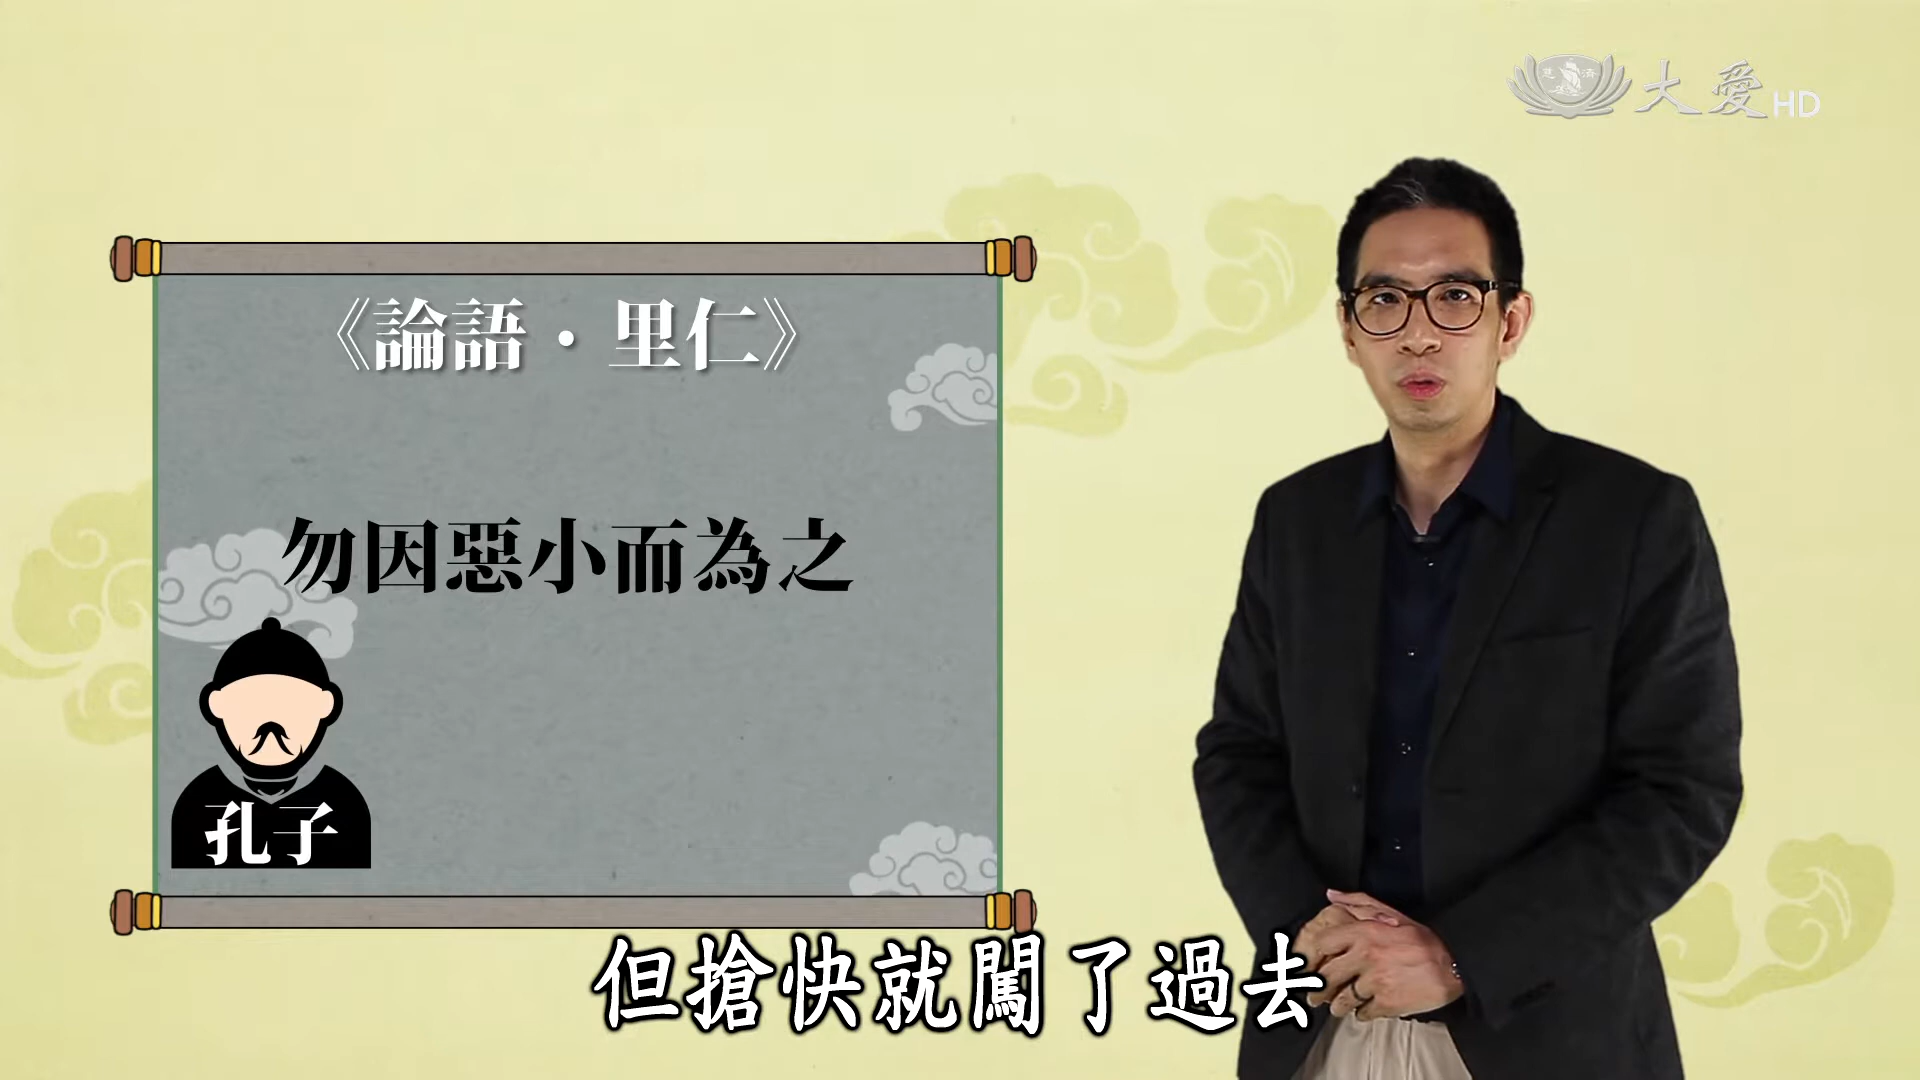 大愛HD
《論語·里仁》
勿因惡小而為之
孔子
但搶快就闖了過去